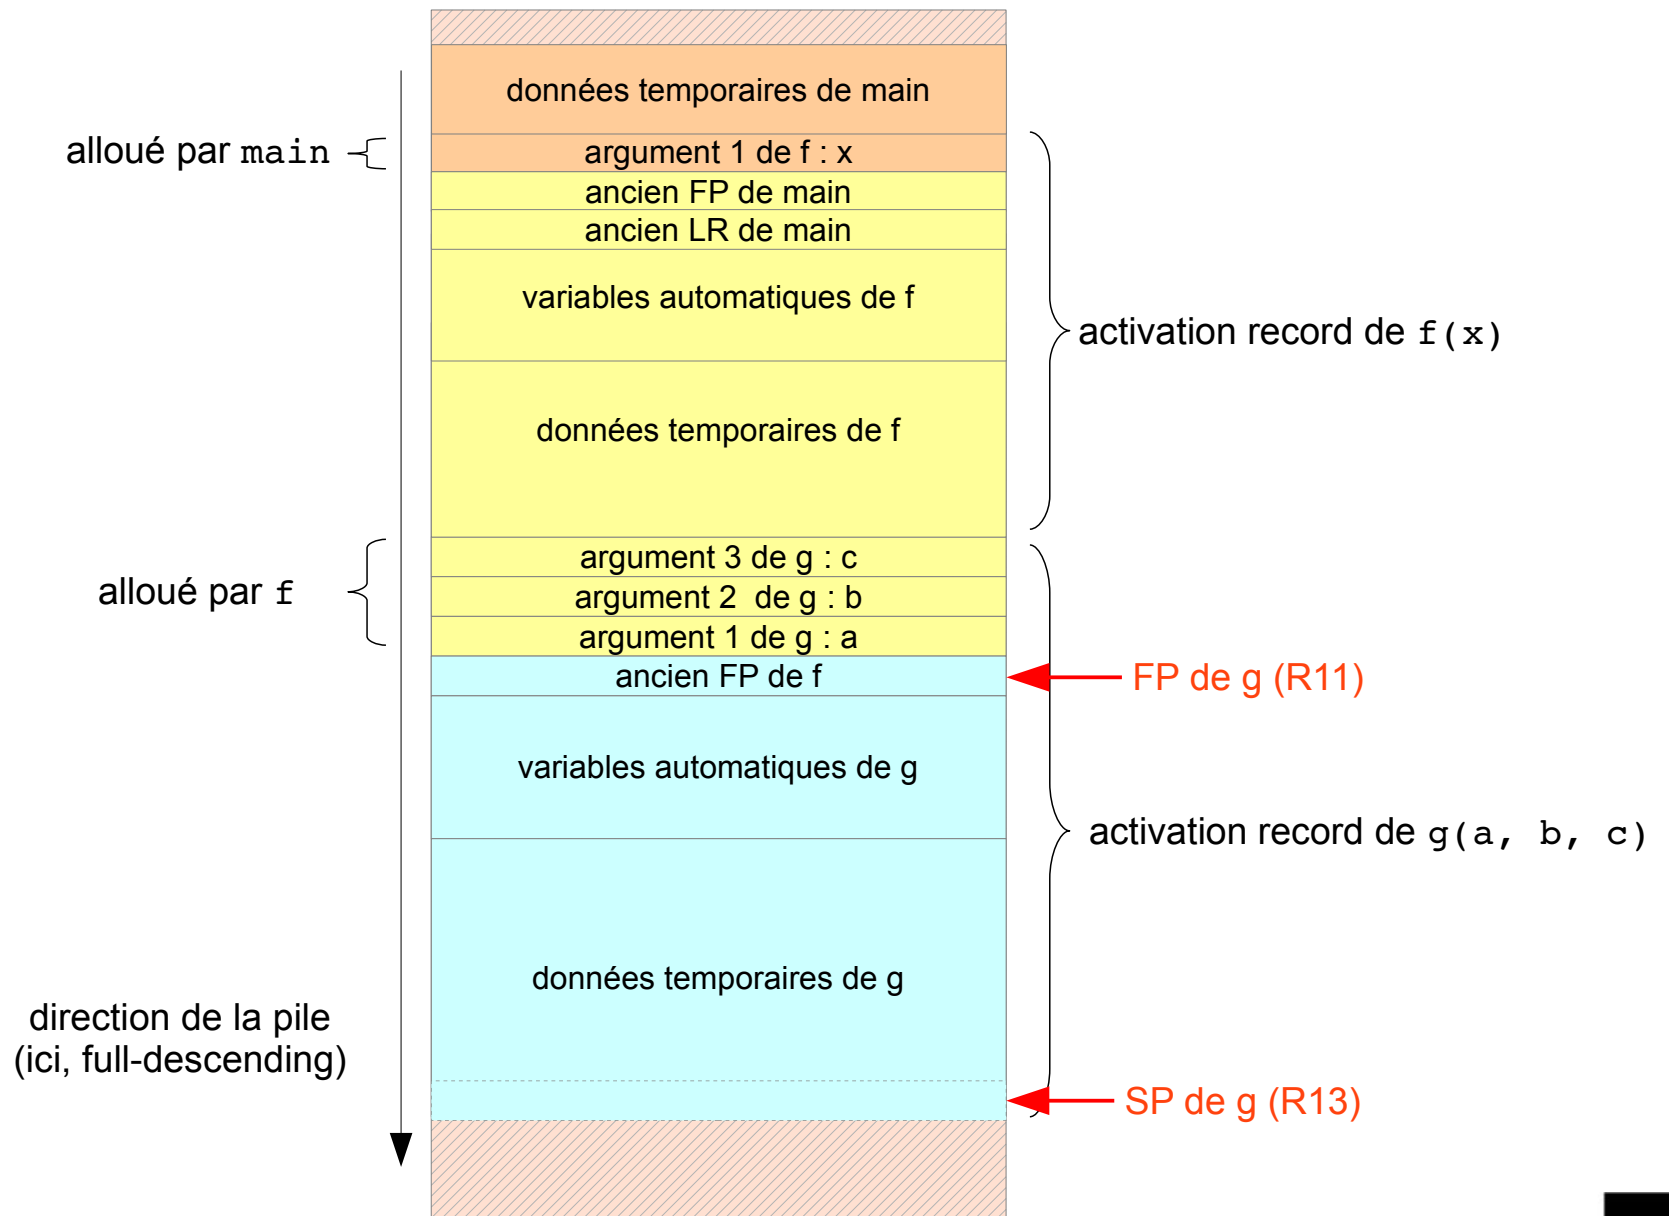 données temporaires de main
alloué par main
argument 1 de f : x
ancien FP de main
ancien LR de main
variables automatiques de f
activation record de f(x)
données temporaires de f
argument 3 de g : c
alloué par f
argument 2 de g : b
argument 1 de g : a
ancien FP de f
FP de g (R11)
variables automatiques de g
activation record de g(a, b, c)
données temporaires de g
direction de la pile
(ici, full-descending)
SP de g (R13)